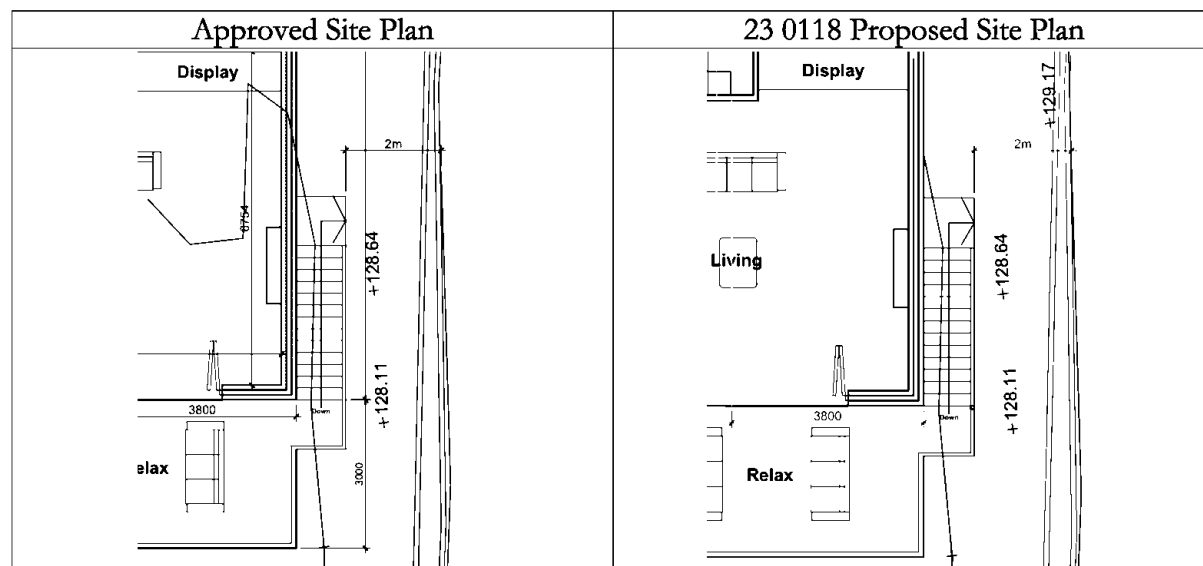 Approved Site Plan
Display
2m
6754
+128.64
+128.11
3800
Down
elax
3000
23 0118 Proposed Site Plan
Display
+129.17
2m
Living
+128.64
+128.11
3800
Down
Relax